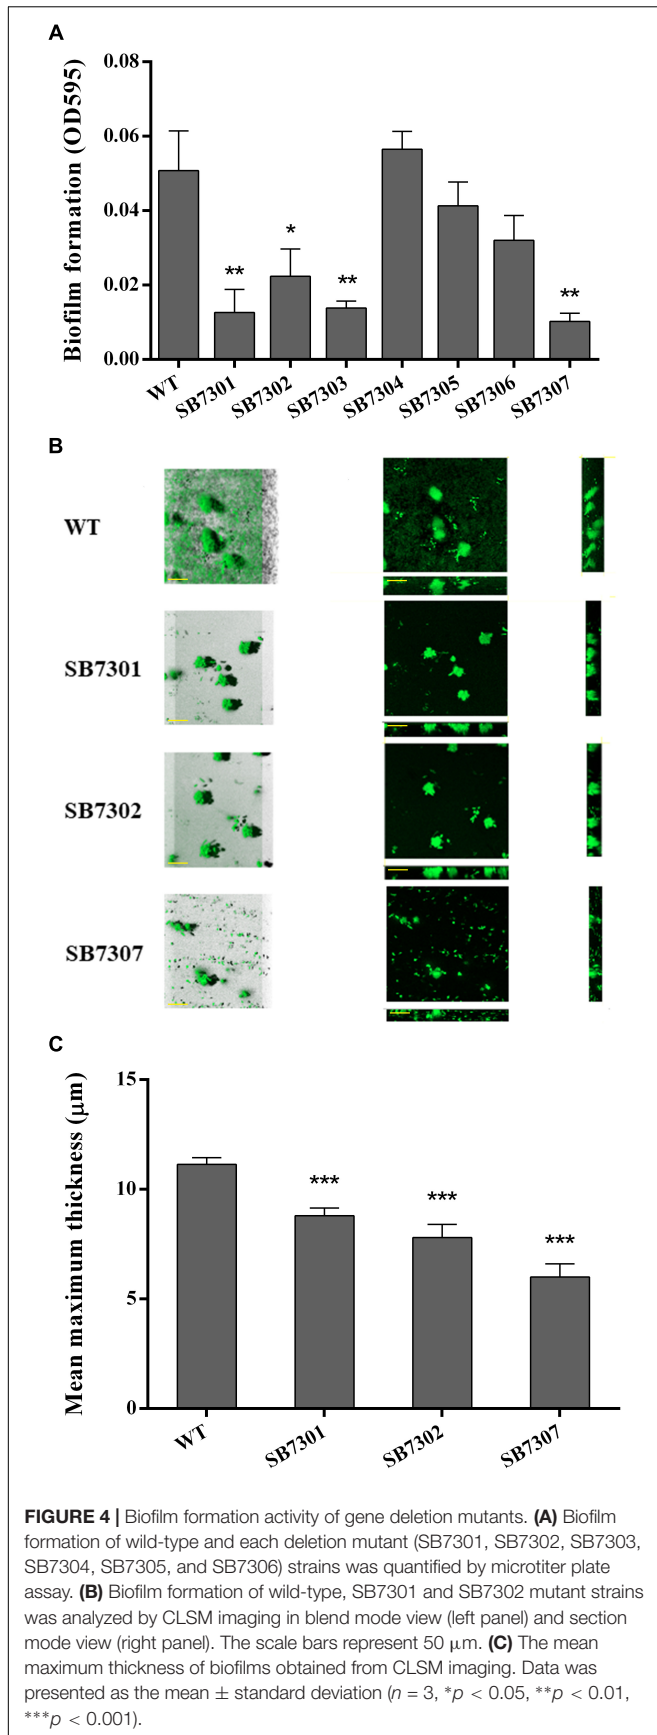 A
0.08
0.06
0.04
0.02
0.00
Biofilm formation (OD595)
**
*
**
**
WT
SB7301
SB7302
SB7303
SB7304
SB7305
SB7306
SB7307
B
WT
SB7301
SB7302
SB7307
C
15
10
5
0
Mean maximum thickness (μm)
***
***
***
WT
SB7301
SB7302
SB7307
FIGURE 4 | Biofilm formation activity of gene deletion mutants. (A) Biofilm
formation of wild-type and each deletion mutant (SB7301, SB7302, SB7303,
SB7304, SB7305, and SB7306) strains was quantified by microtiter plate
assay. (B) Biofilm formation of wild-type, SB7301 and SB7302 mutant strains
was analyzed by CLSM imaging in blend mode view (left panel) and section
mode view (right panel). The scale bars represent 50 μm. (C) The mean
maximum thickness of biofilms obtained from CLSM imaging. Data was
presented as the mean ± standard deviation (n = 3, *p < 0.05, **p < 0.01,
***p < 0.001).